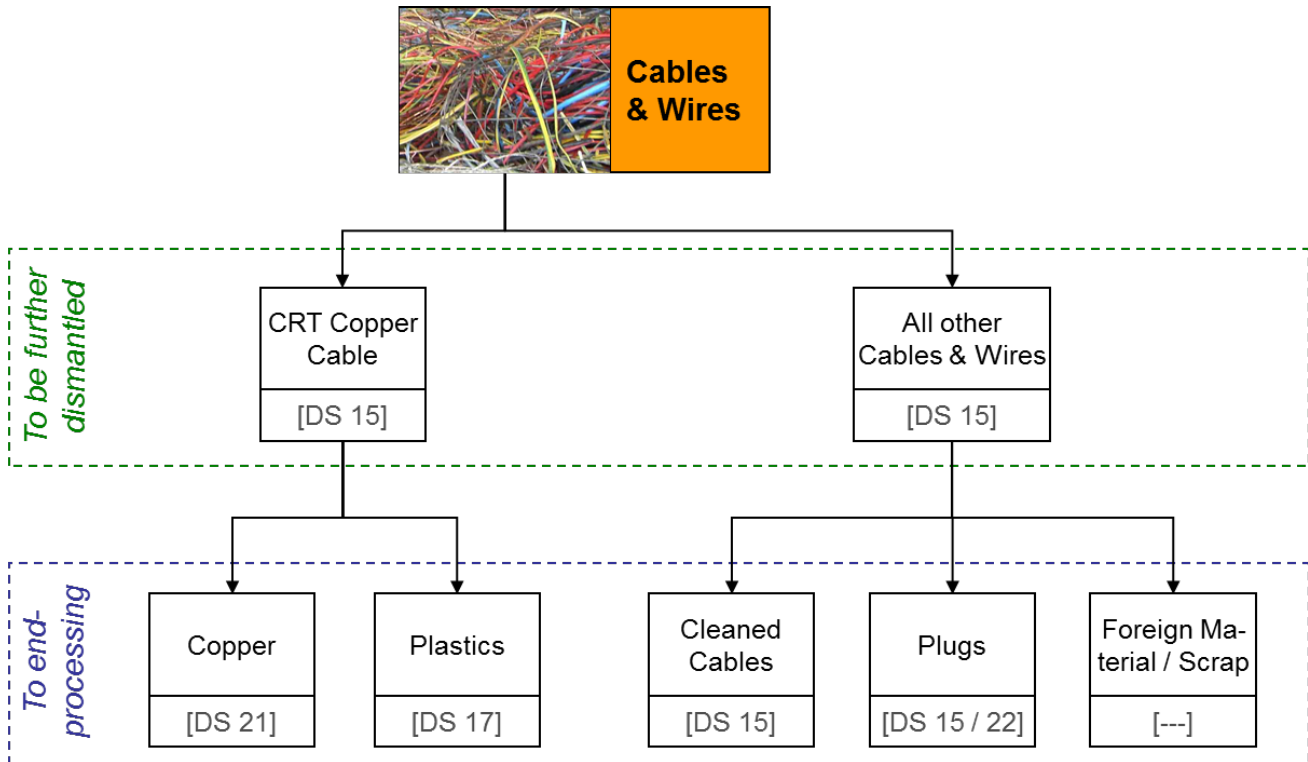 Cables
& Wires
To be further
dismantled
CRT Copper
Cable
[DS 15]
All other
Cables & Wires
[DS 15]
To end-
processing
Copper
[DS 21]
Plastics
[DS 17]
Cleaned
Cables
[DS 15]
Plugs
[DS 15 / 22]
Foreign Ma-
terial / Scrap
[---]